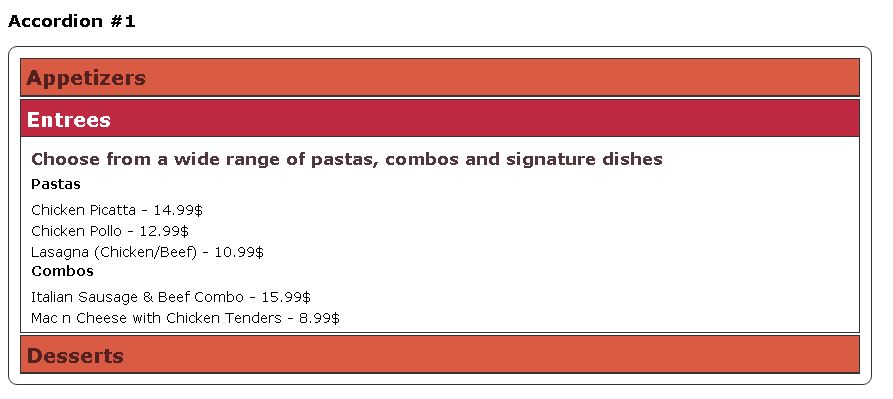 Accordion #1
Appetizers
Entrees
Choose from a wide range of pastas, combos and signature dishes
Pastas
Chicken Picatta - 14.99$
Chicken Pollo - 12.99$
Lasagna (Chicken/Beef) - 10.99$
Combos
Italian Sausage & Beef Combo - 15.99$
Mac n Cheese with Chicken Tenders - 8.99$
Desserts